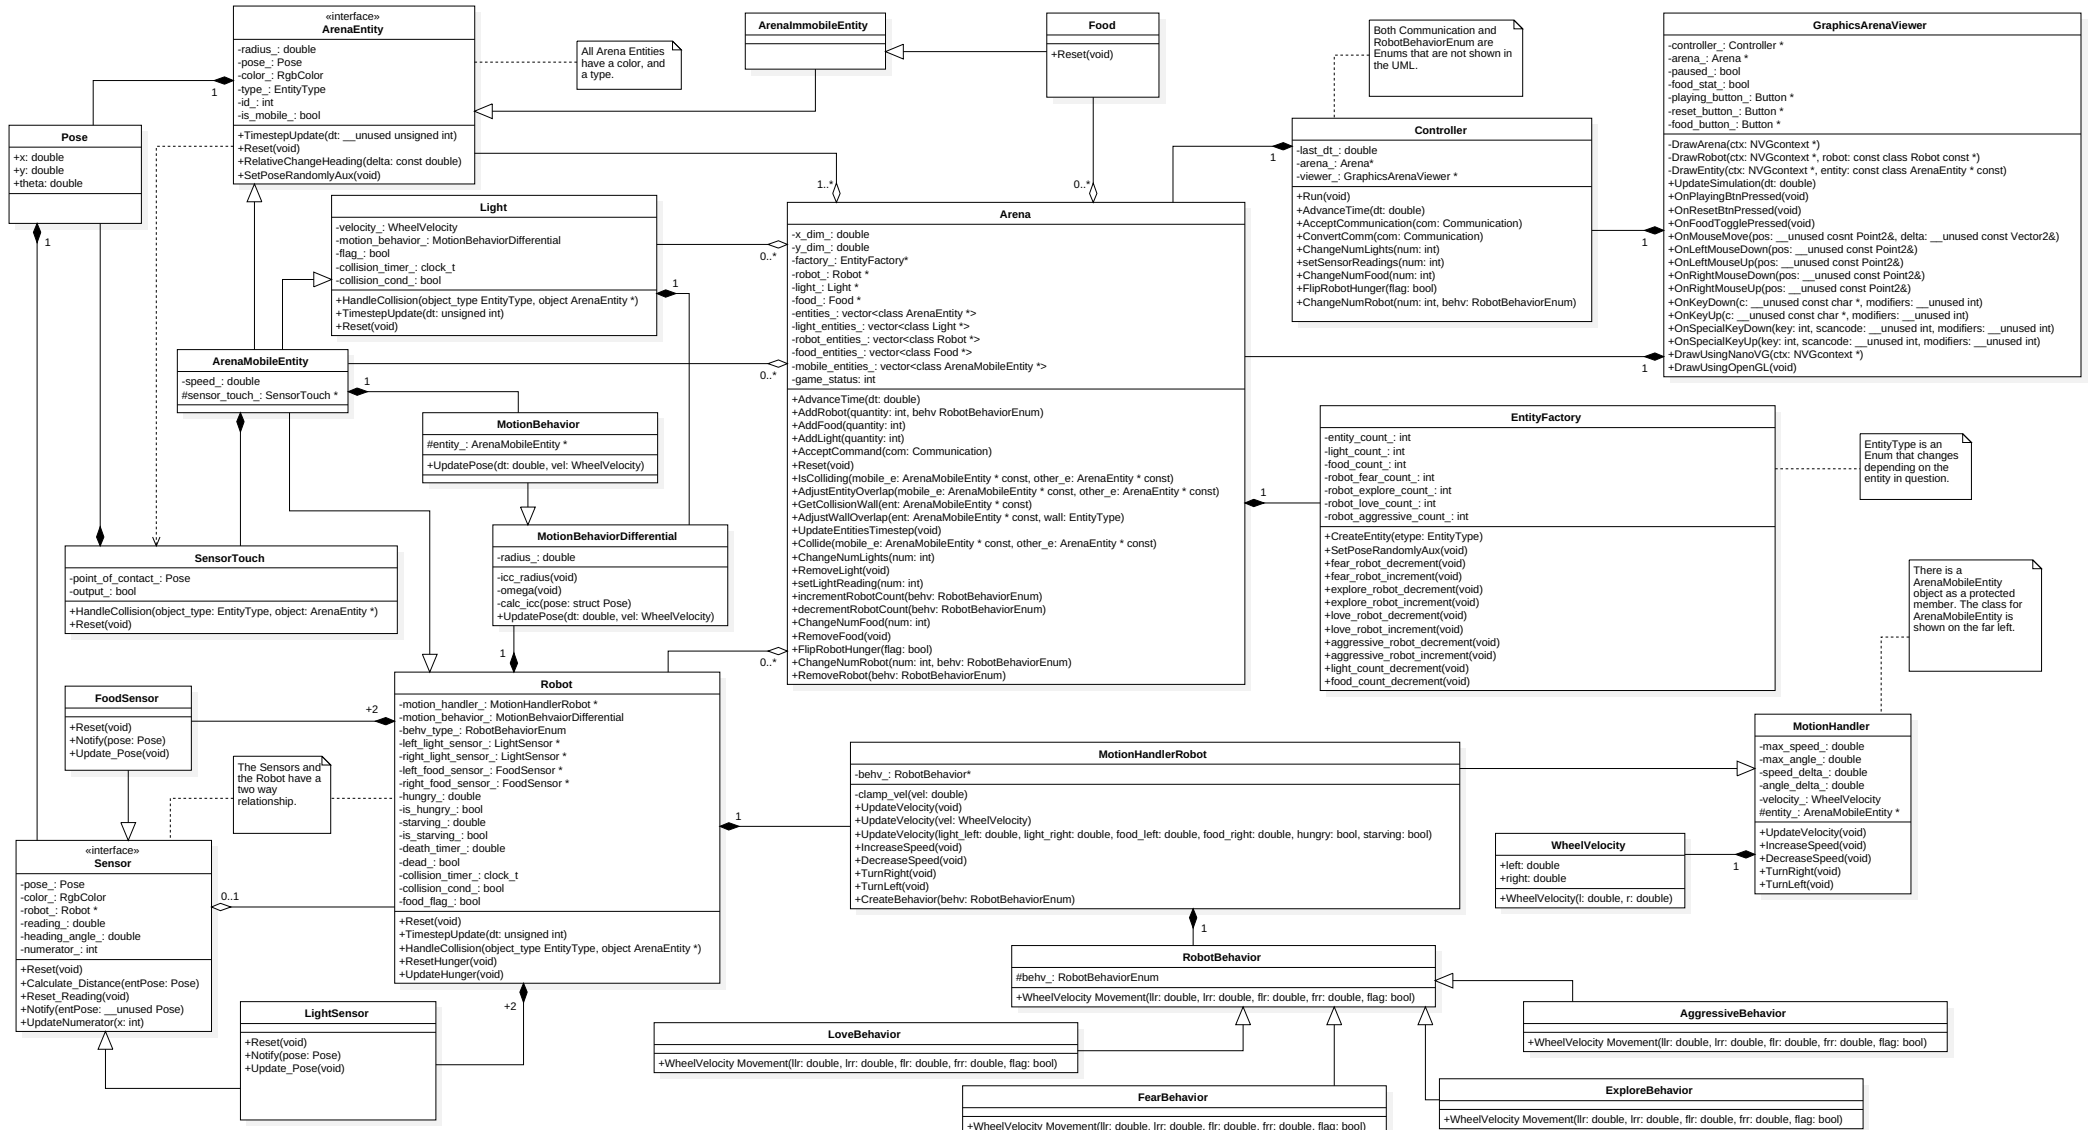 «interface»
ArenaEntity
-radius_: double
-pose_: Pose
-color_: RgbColor
-type_: EntityType
-id_: int
-is_mobile_: bool
+TimestepUpdate(dt: __unused unsigned int)
+Reset(void)
+RelativeChangeHeading(delta: const double)
+SetPoseRandomlyAux(void)
All Arena Entities
have a color, and
a type.
ArenaImmobileEntity
Food
+Reset(void)
Both Communication and
RobotBehaviorEnum are
Enums that are not shown in
the UML.
GraphicsArenaViewer
-controller_: Controller *
-arena_: Arena *
-paused_: bool
-food_stat_: bool
-playing_button_: Button *
-reset_button_: Button *
-food_button_: Button *
-DrawArena(ctx: NVGcontext *)
-DrawRobot(ctx: NVGcontext *, robot: const class Robot const *)
-DrawEntity(ctx: NVGcontext *, entity: const class ArenaEntity * const)
+UpdateSimulation(dt: double)
+OnPlayingBtnPressed(void)
+OnResetBtnPressed(void)
+OnFoodTogglePressed(void)
+OnMouseMove(pos: __unused cosnt Point2&, delta: __unused const Vector2&)
+OnLeftMouseDown(pos: __unused const Point2&)
+OnLeftMouseUp(pos: __unused const Point2&)
+OnRightMouseDown(pos: __unused const Point2&)
+OnRightMouseUp(pos: __unused const Point2&)
+OnKeyDown(c: __unused const char *, modifiers: __unused int)
+OnKeyUp(c: __unused const char *, modifiers: __unused int)
+OnSpecialKeyDown(key: int, scancode: __unused int, modifiers: __unused int)
+OnSpecialKeyUp(key: int, scancode: __unused int, modifiers: __unused int)
+DrawUsingNanoVG(ctx: NVGcontext *)
+DrawUsingOpenGL(void)
1
Pose
+x: double
+y: double
+theta: double
1
Controller
-last_dt_: double
-arena_: Arena*
-viewer_: GraphicsArenaViewer *
+Run(void)
+AdvanceTime(dt: double)
+AcceptCommunication(com: Communication)
+ConvertComm(com: Communication)
+ChangeNumLights(num: int)
+setSensorReadings(num: int)
+ChangeNumFood(num: int)
+FlipRobotHunger(flag: bool)
+ChangeNumRobot(num: int, behv: RobotBehaviorEnum)
1
1
1
1..*
0..*
Light
-velocity_: WheelVelocity
-motion_behavior_: MotionBehaviorDifferential
-flag_: bool
-collision_timer_: clock_t
-collision_cond_: bool
+HandleCollision(object_type EntityType, object ArenaEntity *)
+TimestepUpdate(dt: unsigned int)
+Reset(void)
0..*
1
Arena
-x_dim_: double
-y_dim_: double
-factory_: EntityFactory*
-robot_: Robot *
-light_: Light *
-food_: Food *
-entities_: vector<class ArenaEntity *>
-light_entities_: vector<class Light *>
-robot_entities_: vector<class Robot *>
-food_entities_: vector<class Food *>
-mobile_entities_: vector<class ArenaMobileEntity *>
-game_status: int
+AdvanceTime(dt: double)
+AddRobot(quantity: int, behv RobotBehaviorEnum)
+AddFood(quantity: int)
+AddLight(quantity: int)
+AcceptCommand(com: Communication)
+Reset(void)
+IsColliding(mobile_e: ArenaMobileEntity * const, other_e: ArenaEntity * const)
+AdjustEntityOverlap(mobile_e: ArenaMobileEntity * const, other_e: ArenaEntity * const)
+GetCollisionWall(ent: ArenaMobileEntity * const)
+AdjustWallOverlap(ent: ArenaMobileEntity * const, wall: EntityType)
+UpdateEntitiesTimestep(void)
+Collide(mobile_e: ArenaMobileEntity * const, other_e: ArenaEntity * const)
+ChangeNumLights(num: int)
+RemoveLight(void)
+setLightReading(num: int)
+incrementRobotCount(behv: RobotBehaviorEnum)
+decrementRobotCount(behv: RobotBehaviorEnum)
+ChangeNumFood(num: int)
+RemoveFood(void)
+FlipRobotHunger(flag: bool)
+ChangeNumRobot(num: int, behv: RobotBehaviorEnum)
+RemoveRobot(behv: RobotBehaviorEnum)
ArenaMobileEntity
-speed_: double
#sensor_touch_: SensorTouch *
1
0..*
MotionBehavior
#entity_: ArenaMobileEntity *
+UpdatePose(dt: double, vel: WheelVelocity)
1
EntityFactory
-entity_count_: int
-light_count_: int
-food_count_: int
-robot_fear_count_: int
-robot_explore_count_: int
-robot_love_count_: int
-robot_aggressive_count_: int
+CreateEntity(etype: EntityType)
+SetPoseRandomlyAux(void)
+fear_robot_decrement(void)
+fear_robot_increment(void)
+explore_robot_decrement(void)
+explore_robot_increment(void)
+love_robot_decrement(void)
+love_robot_increment(void)
+aggressive_robot_decrement(void)
+aggressive_robot_increment(void)
+light_count_decrement(void)
+food_count_decrement(void)
EntityType is an
Enum that changes
depending on the
entity in question.
SensorTouch
-point_of_contact_: Pose
-output_: bool
+HandleCollision(object_type: EntityType, object: ArenaEntity *)
+Reset(void)
MotionBehaviorDifferential
-radius_: double
-icc_radius(void)
-omega(void)
-calc_icc(pose: struct Pose)
+UpdatePose(dt: double, vel: WheelVelocity)
There is a
ArenaMobileEntity
object as a protected
member. The class for
ArenaMobileEntity is
shown on the far left.
1
0..*
FoodSensor
+Reset(void)
+Notify(pose: Pose)
+Update_Pose(void)
+2
Robot
-motion_handler_: MotionHandlerRobot *
-motion_behavior_: MotionBehvaiorDifferential
-behv_type_: RobotBehaviorEnum
-left_light_sensor_: LightSensor *
-right_light_sensor_: LightSensor *
-left_food_sensor_: FoodSensor *
-right_food_sensor_: FoodSensor *
-hungry_: double
-is_hungry_: bool
-starving_: double
-is_starving_: bool
-death_timer_: double
-dead_: bool
-collision_timer_: clock_t
-collision_cond_: bool
-food_flag_: bool
+Reset(void)
+TimestepUpdate(dt: unsigned int)
+HandleCollision(object_type EntityType, object ArenaEntity *)
+ResetHunger(void)
+UpdateHunger(void)
The Sensors and
the Robot have a
two way
relationship.
1
MotionHandlerRobot
-behv_: RobotBehavior*
-clamp_vel(vel: double)
+UpdateVelocity(void)
+UpdateVelocity(vel: WheelVelocity)
+UpdateVelocity(light_left: double, light_right: double, food_left: double, food_right: double, hungry: bool, starving: bool)
+IncreaseSpeed(void)
+DecreaseSpeed(void)
+TurnRight(void)
+TurnLeft(void)
+CreateBehavior(behv: RobotBehaviorEnum)
MotionHandler
-max_speed_: double
-max_angle_: double
-speed_delta_: double
-angle_delta_: double
-velocity_: WheelVelocity
#entity_: ArenaMobileEntity *
+UpdateVelocity(void)
+IncreaseSpeed(void)
+DecreaseSpeed(void)
+TurnRight(void)
+TurnLeft(void)
WheelVelocity
+left: double
+right: double
+WheelVelocity(l: double, r: double)
1
«interface»
Sensor
-pose_: Pose
-color_: RgbColor
-robot_: Robot *
-reading_: double
-heading_angle_: double
-numerator_: int
+Reset(void)
+Calculate_Distance(entPose: Pose)
+Reset_Reading(void)
+Notify(entPose: __unused Pose)
+UpdateNumerator(x: int)
0..1
1
+2
LightSensor
+Reset(void)
+Notify(pose: Pose)
+Update_Pose(void)
RobotBehavior
#behv_: RobotBehaviorEnum
+WheelVelocity Movement(llr: double, lrr: double, flr: double, frr: double, flag: bool)
LoveBehavior
+WheelVelocity Movement(llr: double, lrr: double, flr: double, frr: double, flag: bool)
AggressiveBehavior
+WheelVelocity Movement(llr: double, lrr: double, flr: double, frr: double, flag: bool)
FearBehavior
+WheelVelocity Movement(llr: double, lrr: double, flr: double, frr: double, flag: bool)
ExploreBehavior
+WheelVelocity Movement(llr: double, lrr: double, flr: double, frr: double, flag: bool)